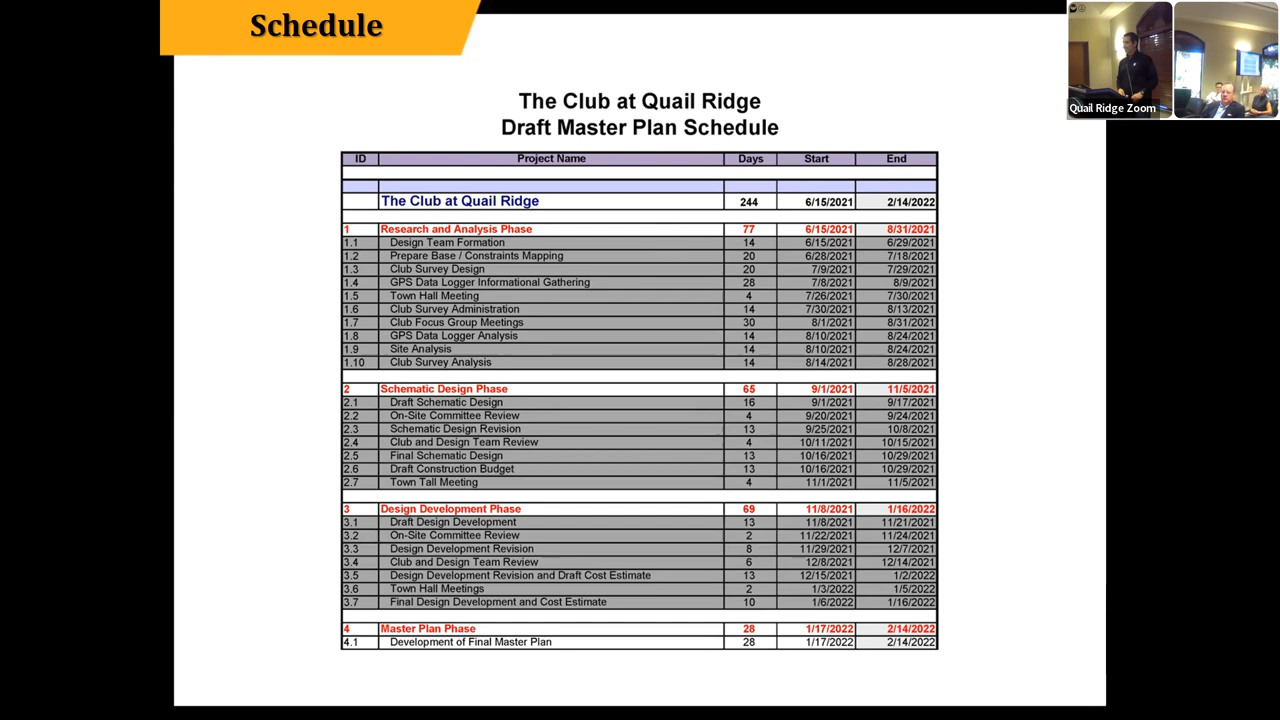 Schedule
Quail Ridge Zoom
The Club at Quail Ridge
Draft Master Plan Schedule
ID Project Name Days Start End
The Club at Quail Ridge 244 6/15/2021 2/14/2022
1 Research and Analysis Phase 77 6/15/2021 8/31/2021
1.1 Design Team Formation 14 6/15/2021 6/29/2021
1.2 Prepare Base / Constraints Mapping 20 6/28/2021 7/18/2021
1.3 Club Survey Design 20 7/9/2021 7/29/2021
1.4 GPS Data Logger Informational Gathering 28 7/8/2021 8/9/2021
1.5 Town Hall Meeting 4 7/26/2021 7/30/2021
1.6 Club Survey Administration 14 7/30/2021 8/13/2021
1.7 Club Focus Group Meetings 30 8/1/2021 8/31/2021
1.8 GPS Data Logger Analysis 14 8/10/2021 8/24/2021
1.9 Site Analysis 14 8/10/2021 8/24/2021
1.10 Club Survey Analysis 14 8/14/2021 8/28/2021
2 Schematic Design Phase 65 9/1/2021 11/5/2021
2.1 Draft Schematic Design 16 9/1/2021 9/17/2021
2.2 On-Site Committee Review 4 9/20/2021 9/24/2021
2.3 Schematic Design Revision 13 9/25/2021 10/8/2021
2.4 Club and Design Team Review 4 10/11/2021 10/15/2021
2.5 Final Schematic Design 13 10/16/2021 10/29/2021
2.6 Draft Construction Budget 13 10/16/2021 10/29/2021
2.7 Town Tall Meeting 4 11/1/2021 11/5/2021
3 Design Development Phase 69 11/8/2021 1/16/2022
3.1 Draft Design Development 13 11/8/2021 11/21/2021
3.2 On-Site Committee Review 2 11/22/2021 11/24/2021
3.3 Design Development Revision 8 11/29/2021 12/7/2021
3.4 Club and Design Team Review 6 12/8/2021 12/14/2021
3.5 Design Development Revision and Draft Cost Estimate 13 12/15/2021 1/2/2022
3.6 Town Hall Meetings 2 1/3/2022 1/5/2022
3.7 Final Design Development and Cost Estimate 10 1/6/2022 1/16/2022
4 Master Plan Phase 28 1/17/2022 2/14/2022
4.1 Development of Final Master Plan 28 1/17/2022 2/14/2022